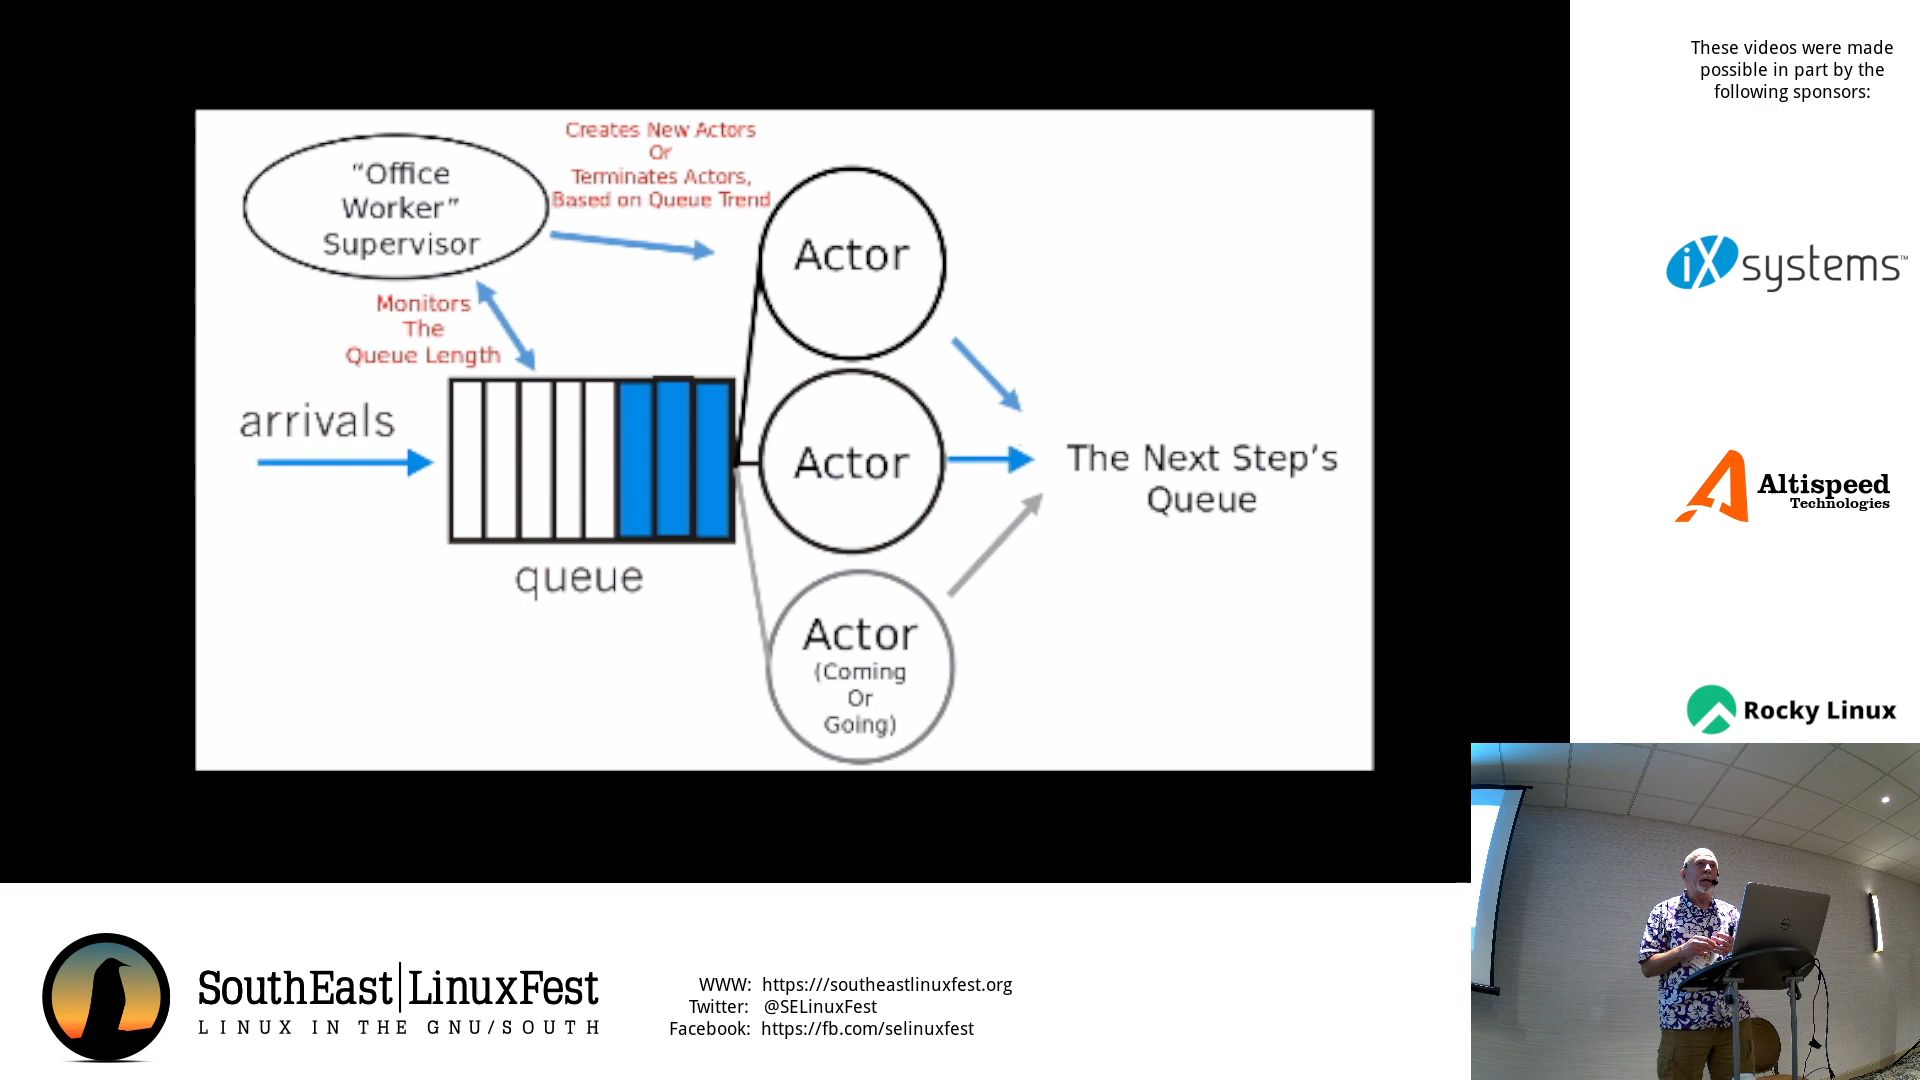 Creates New Actors
Or
Terminates Actors,
Based on Queue Trend
“Office
Worker”
Supervisor
Monitors
The
Queue Length
arrivals
queue
Actor
Actor
Actor
(Coming
Or
Going)
The Next Step’s
Queue
These videos were made
possible in part by the
following sponsors:
iXsystems™
Altispeed
Technologies
Rocky Linux
SouthEast|LinuxFest
LINUX IN THE GNU/SOUTH
WWW: https:///southeastlinuxfest.org
Twitter: @SELinuxFest
Facebook: https://fb.com/selinuxfest